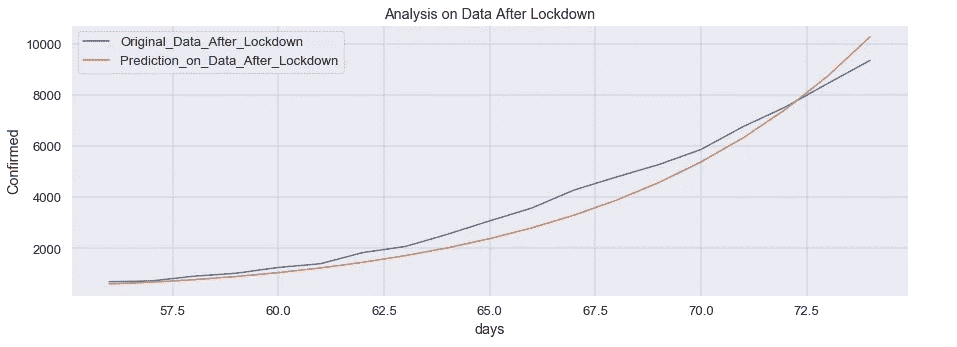 Analysis on Data After Lockdown
Original_Data_After_Lockdown
Prediction_on_Data_After_Lockdown
Confirmed
10000
8000
6000
4000
2000
57.5 60.0 62.5 65.0 67.5 70.0 72.5
days